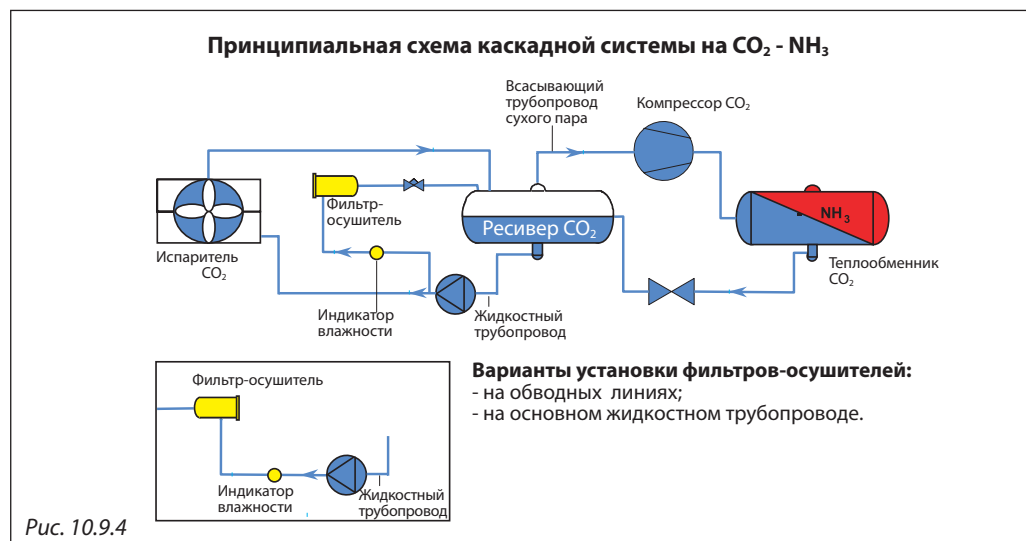 Принципиальная схема каскадной системы на CO₂ - NH₃
Всасывающий
трубопровод
сухого пара
Компрессор CO₂
Фильтр-
осушитель
Ресивер CO₂
NH₃
Испаритель
CO₂
Теплообменник
CO₂
Индикатор
влажности
Жидкостный
трубопровод
Фильтр-осушитель
Индикатор
влажности
Жидкостный
трубопровод
Варианты установки фильтров-осушителей:
- на обводных линиях;
- на основном жидкостном трубопроводе.
Рис. 10.9.4